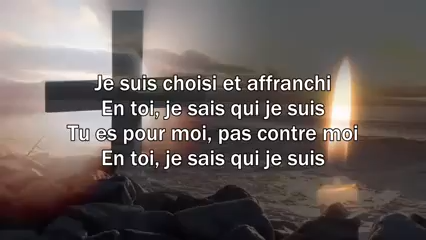 Je suis choisi et affranchi
En toi, je sais qui je suis
Tu es pour moi, pas contre moi
En toi, je sais qui je suis